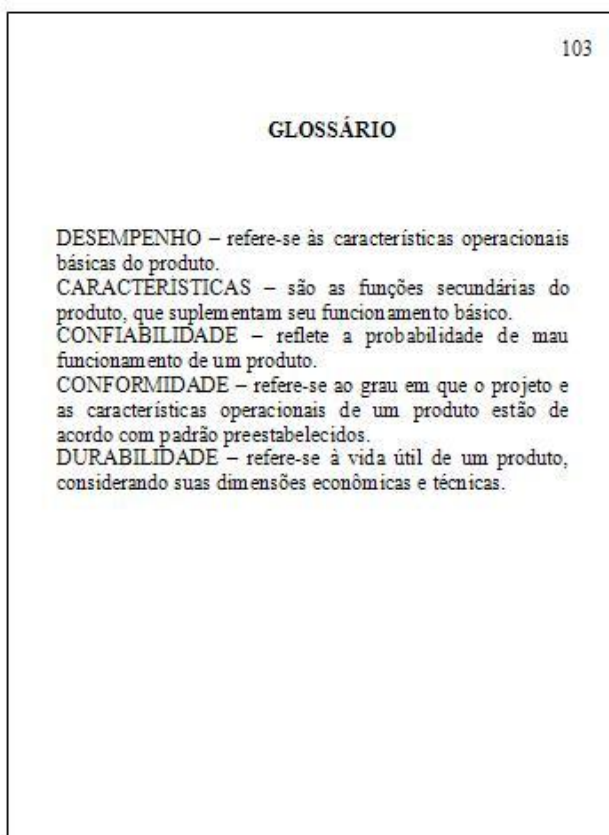 103
GLOSSÁRIO
DESEMPENHO – refere-se às características operacionais
básicas do produto.
CARACTERÍSTICAS – são as funções secundárias do
produto, que suplementam seu funcionamento básico.
CONFIABILIDADE – reflete a probabilidade de mau
funcionamento de um produto.
CONFORMIDADE – refere-se ao grau em que o projeto e
as características operacionais de um produto estão de
acordo com padrão preestabelecidos.
DURABILIDADE – refere-se à vida útil de um produto,
considerando suas dimensões econômicas e técnicas.